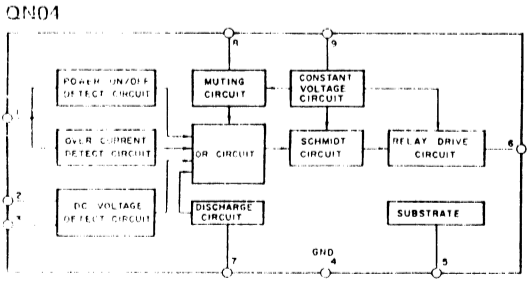 QN04
8
9
POWER ON/OFF
DETECT CIRCUIT
MUTING
CIRCUIT
CONSTANT
VOLTAGE
CIRCUIT
1
OVER CURRENT
DETECT CIRCUIT
OR CIRCUIT
SCHMIDT
CIRCUIT
RELAY DRIVE
CIRCUIT
6
2
3
DC VOLTAGE
DETECT CIRCUIT
DISCHARGE
CIRCUIT
SUBSTRATE
GND
7
4
5